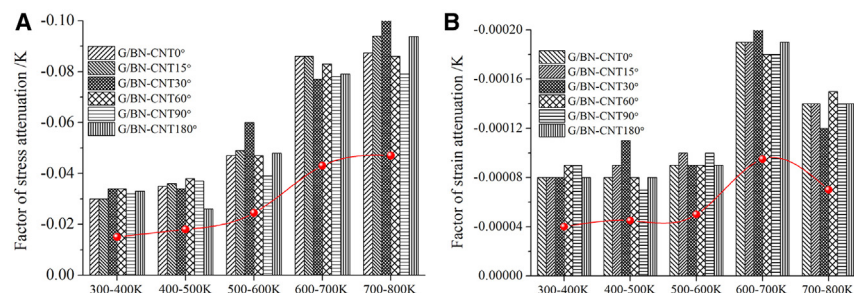 A
Factor of stress attenuation /K
-0.10
-0.08
-0.06
-0.04
-0.02
0.00
G/BN-CNT0°
G/BN-CNT15°
G/BN-CNT30°
G/BN-CNT60°
G/BN-CNT90°
G/BN-CNT180°
300-400K 400-500K 500-600K 600-700K 700-800K
B
Factor of strain attenuation /K
-0.00020
-0.00016
-0.00012
-0.00008
-0.00004
0.00000
G/BN-CNT0°
G/BN-CNT15°
G/BN-CNT30°
G/BN-CNT60°
G/BN-CNT90°
G/BN-CNT180°
300-400K 400-500K 500-600K 600-700K 700-800K